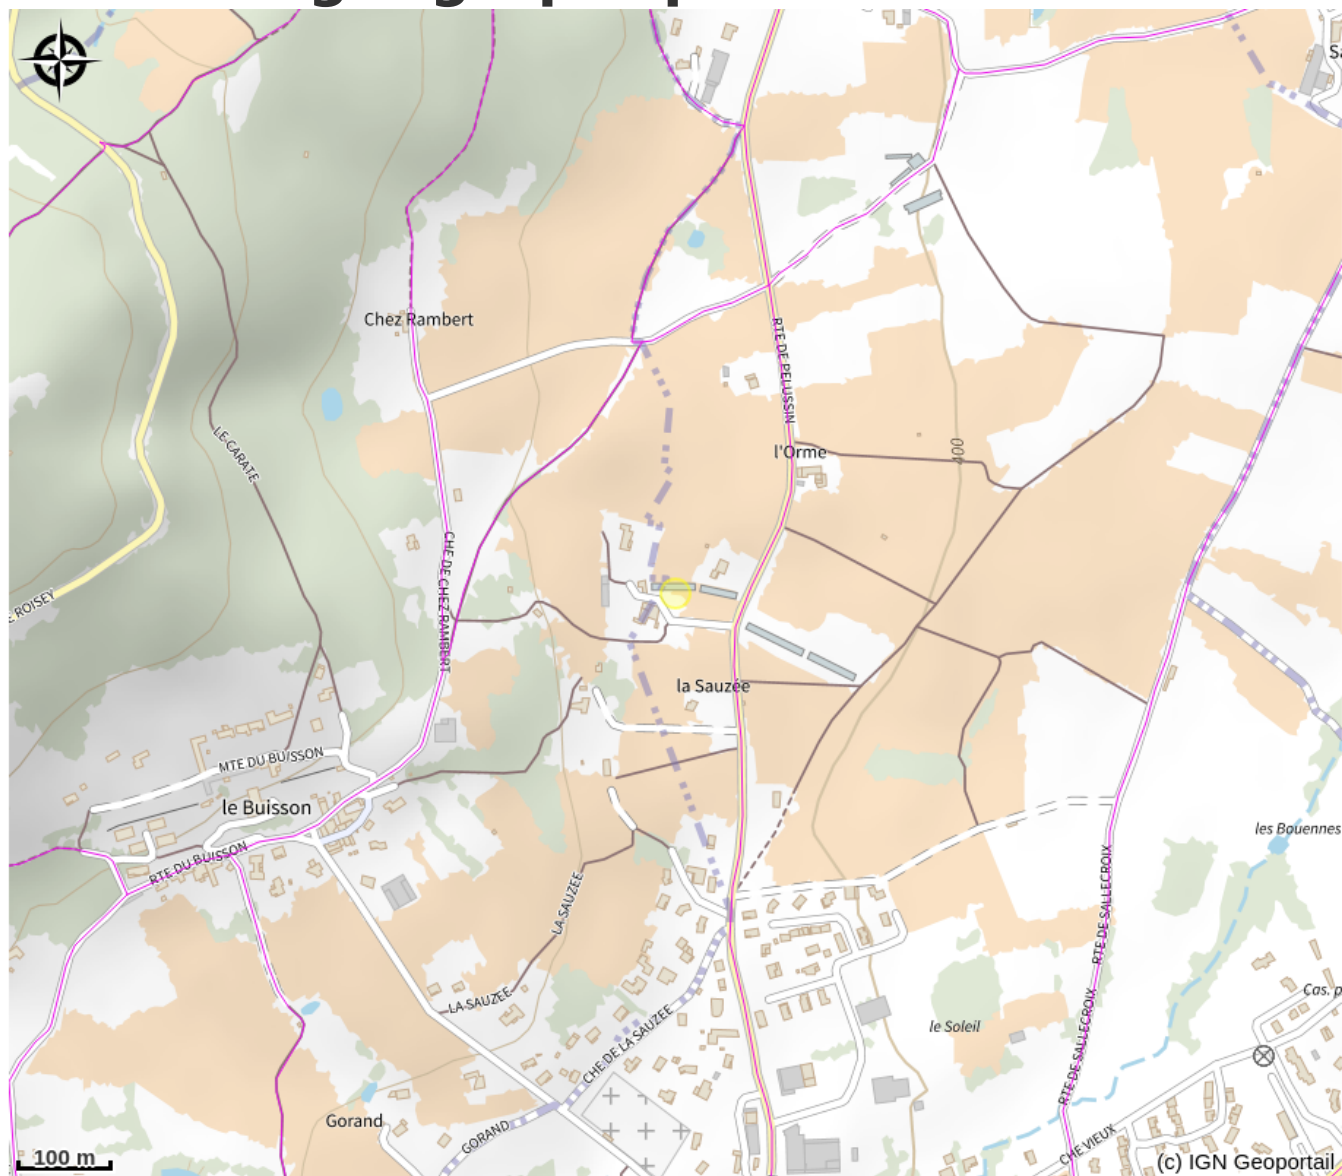 Chez Rambert
RTE DE PELUSSIN
LE CARATE
l'Orme
400
CHE DE CHEZ RAMBERT
E ROISEY
la Sauzée
MTE DU BUISSON
le Buisson
RTE DU BUISSON
les Bouennes
LA SAUZEE
RTE DE SALLECROIX
LA SAUZEE
Cas. p
le Soleil
CHE DE LA SAUZEE
RTE DE SALLECROIX
Gorand
GORAND
CHE VIEUX
100 m
(c) IGN Geoportail